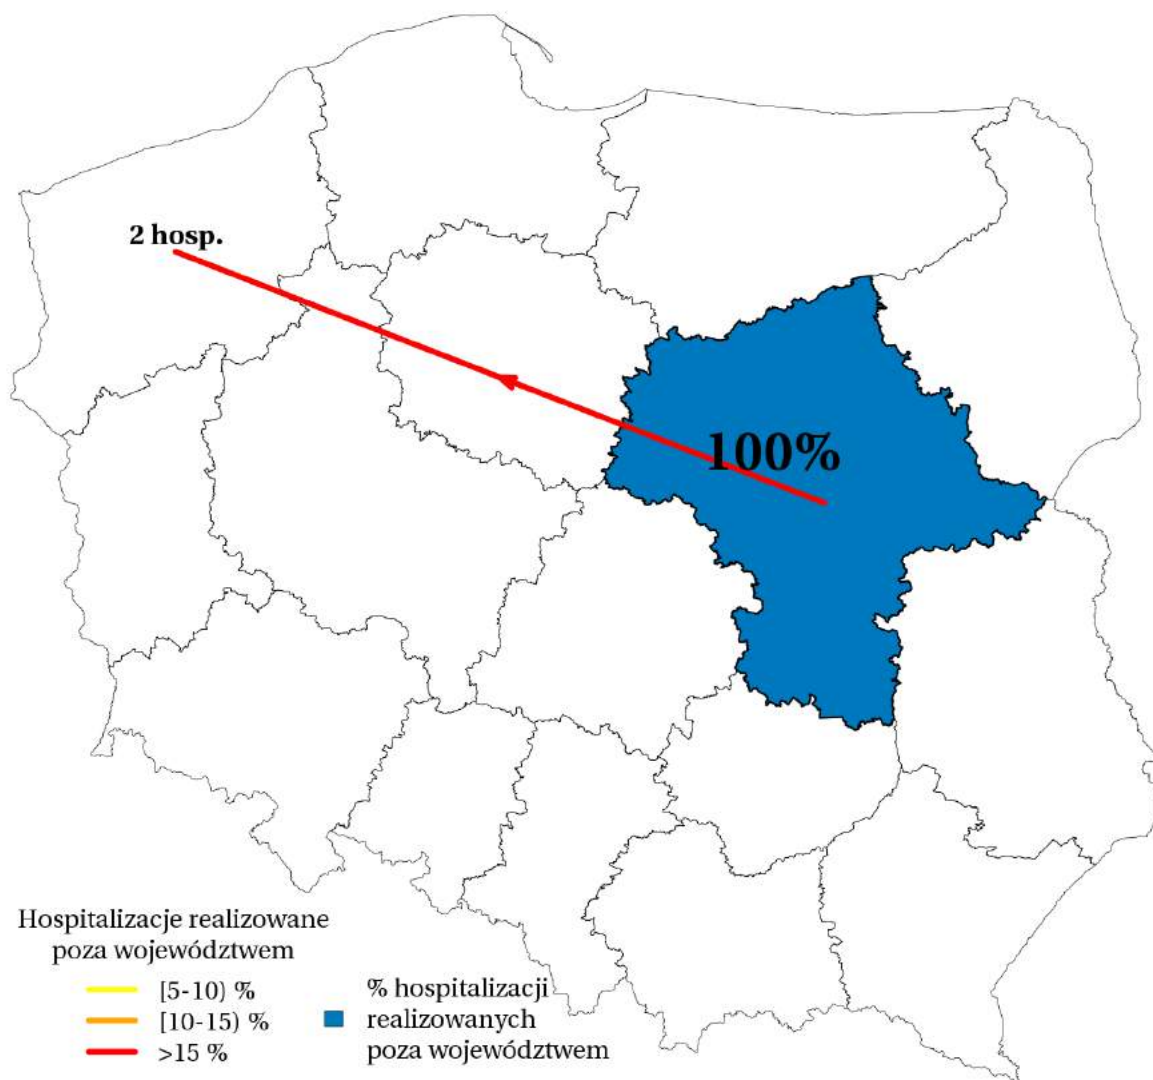 2 hosp.
100%
Hospitalizacje realizowane
poza województwem
[5-10) %
[10-15) %
>15 %
% hospitalizacji
realizowanych
poza województwem